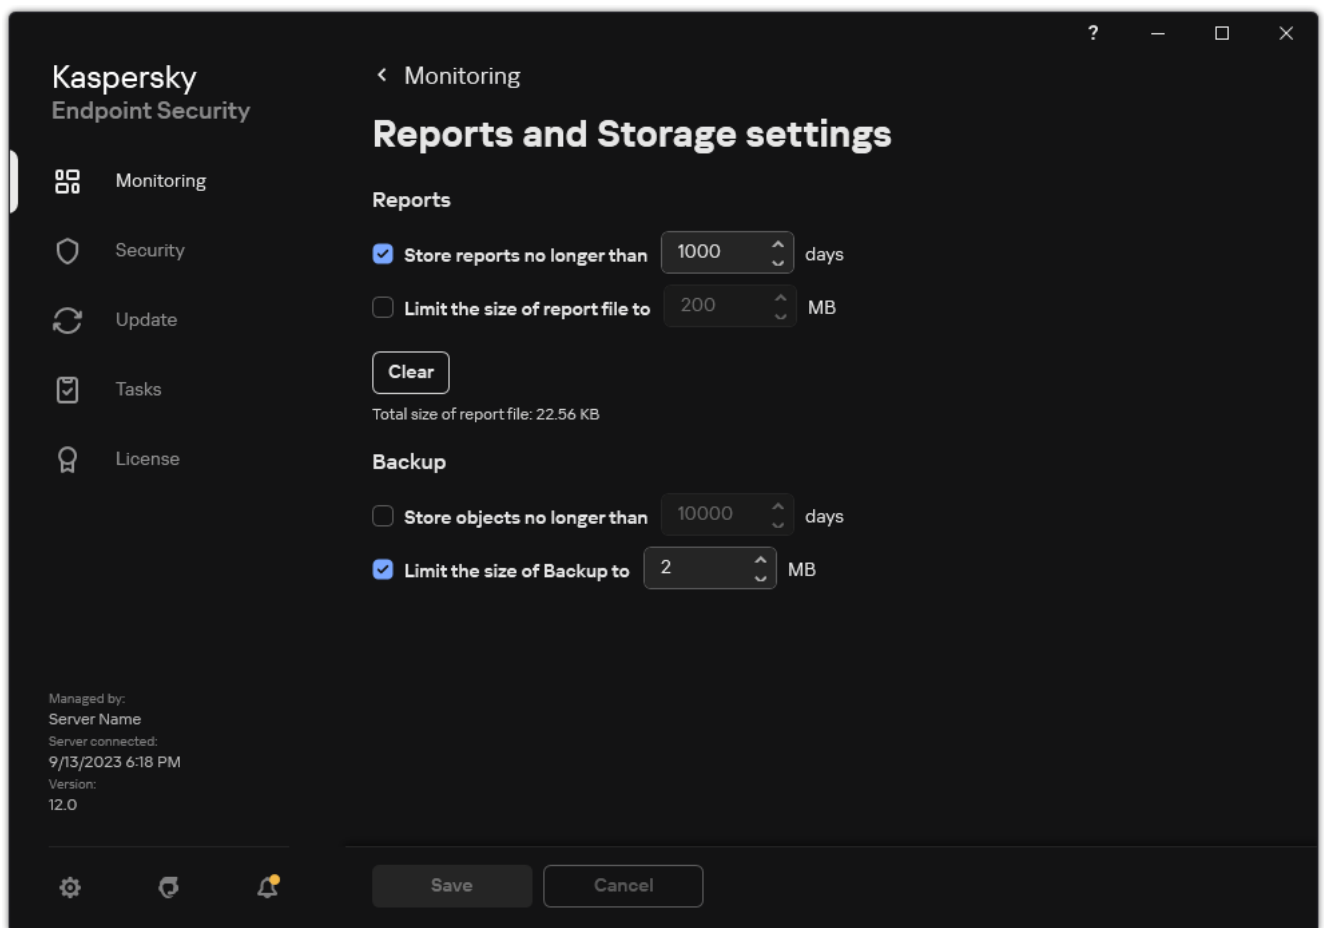 ?
Kaspersky
Endpoint Security
Monitoring
Security
Update
Tasks
License
Managed by:
Server Name
Server connected:
9/13/2023 6:18 PM
Version:
12.0
Monitoring
Reports and Storage settings
Reports
Store reports no longer than 1000 days
Limit the size of report file to 200 MB
Clear
Total size of report file: 22.56 KB
Backup
Store objects no longer than 10000 days
Limit the size of Backup to 2 MB
Save Cancel